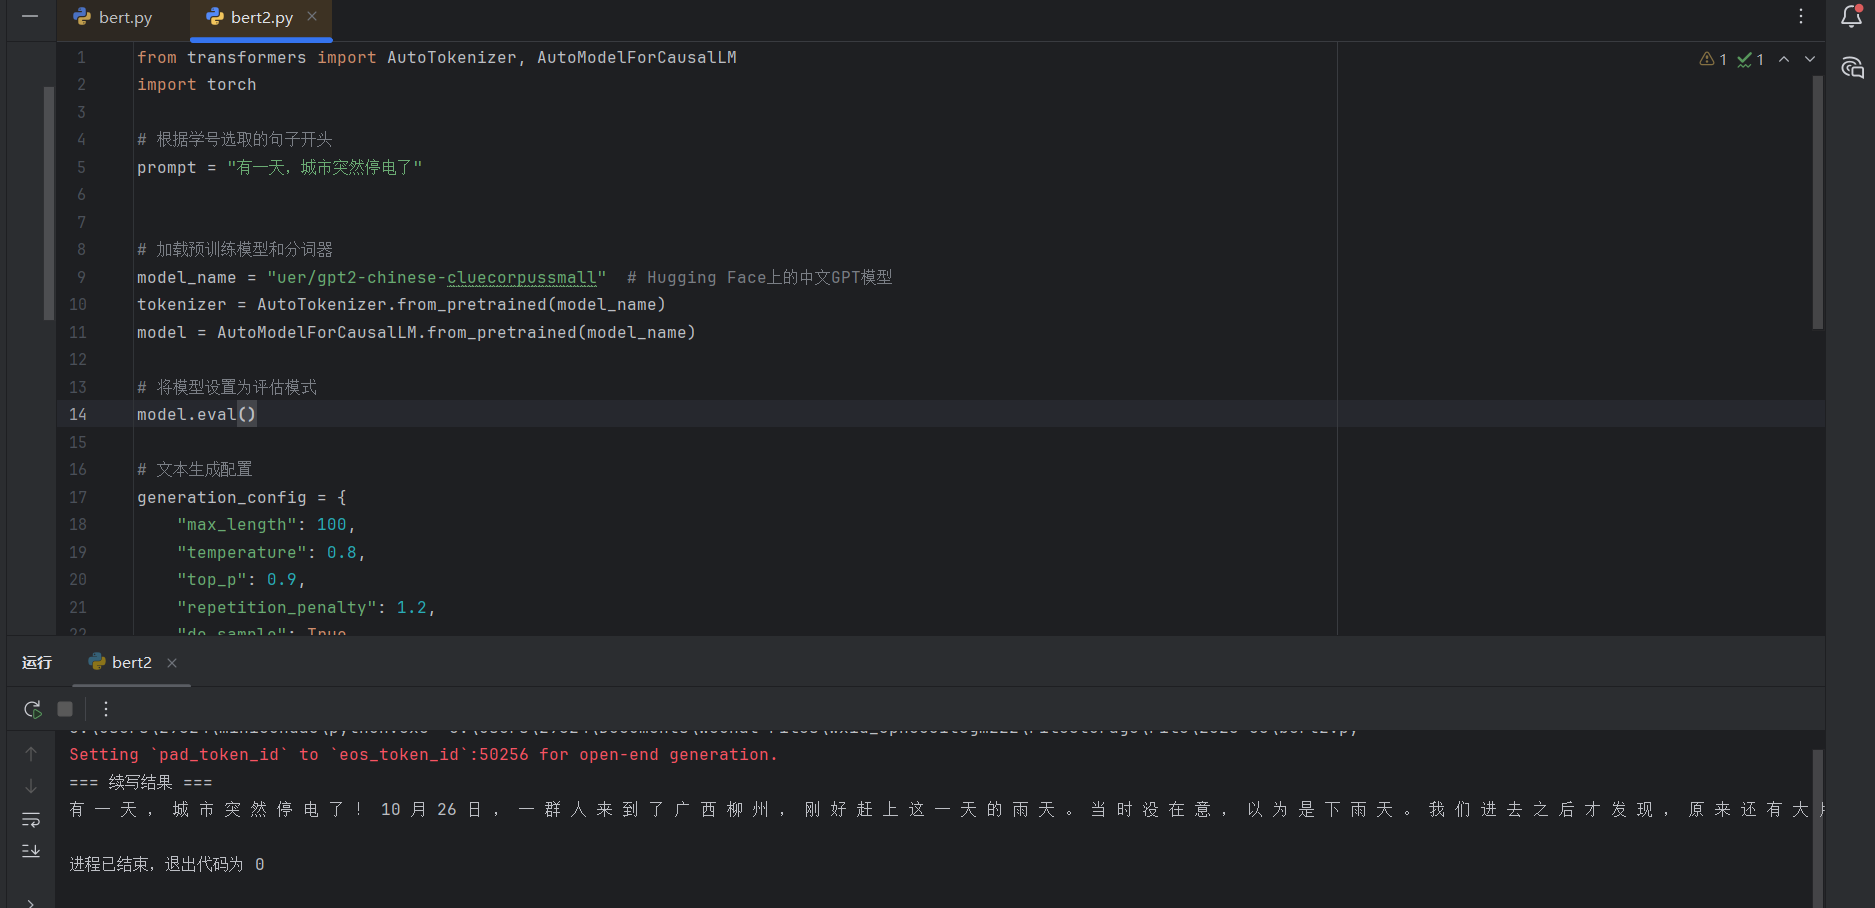 bert.py
bert2.py
1 from transformers import AutoTokenizer, AutoModelForCausalLM
2 import torch
3
4 # 根据学号选取的句子开头
5 prompt = "有一天，城市突然停电了"
6
7
8 # 加载预训练模型和分词器
9 model_name = "uer/gpt2-chinese-cluecorpussmall"  # Hugging Face上的中文GPT模型
10 tokenizer = AutoTokenizer.from_pretrained(model_name)
11 model = AutoModelForCausalLM.from_pretrained(model_name)
12
13 # 将模型设置为评估模式
14 model.eval()
15
16 # 文本生成配置
17 generation_config = {
18     "max_length": 100,
19     "temperature": 0.8,
20     "top_p": 0.9,
21     "repetition_penalty": 1.2,
22     "do_sample": True
1 1
运行 bert2
Setting `pad_token_id` to `eos_token_id`:50256 for open-end generation.
=== 续写结果 ===
有 一 天 ， 城 市 突 然 停 电 了 ！ 10 月 26 日 ， 一 群 人 来 到 了 广 西 柳 州 ， 刚 好 赶 上 这 一 天 的 雨 天 。 当 时 没 在 意 ， 以 为 是 下 雨 天 。 我 们 进 去 之 后 才 发 现 ， 原 来 还 有 大
进程已结束，退出代码为 0